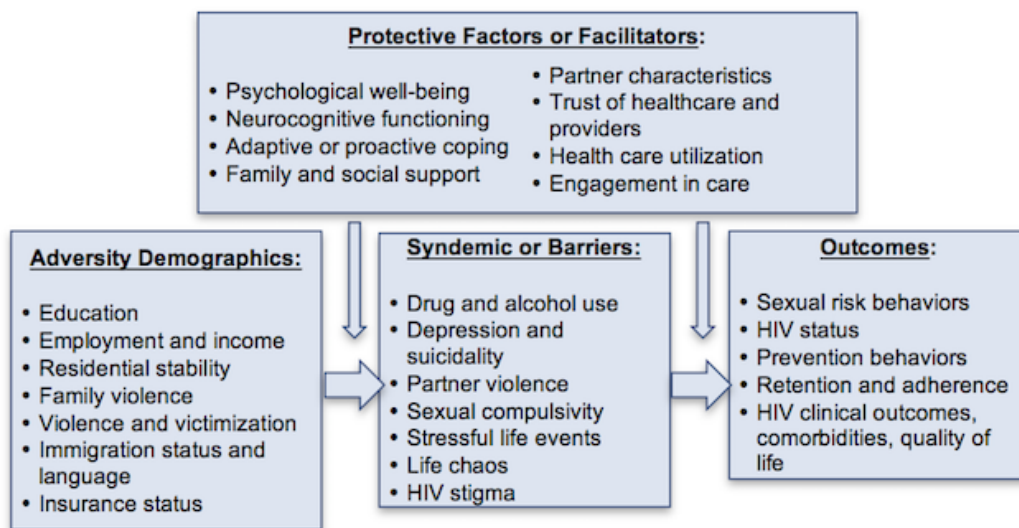 Protective Factors or Facilitators:
• Psychological well-being
• Neurocognitive functioning
• Adaptive or proactive coping
• Family and social support
• Partner characteristics
• Trust of healthcare and
providers
• Health care utilization
• Engagement in care
Adversity Demographics:
• Education
• Employment and income
• Residential stability
• Family violence
• Violence and victimization
• Immigration status and
language
• Insurance status
Syndemic or Barriers:
• Drug and alcohol use
• Depression and
suicidality
• Partner violence
• Sexual compulsivity
• Stressful life events
• Life chaos
• HIV stigma
Outcomes:
• Sexual risk behaviors
• HIV status
• Prevention behaviors
• Retention and adherence
• HIV clinical outcomes,
comorbidities, quality of
life